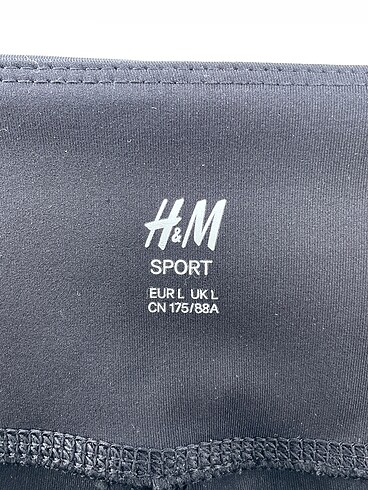 H&M
SPORT
EUR L UK L
CN 175/88A